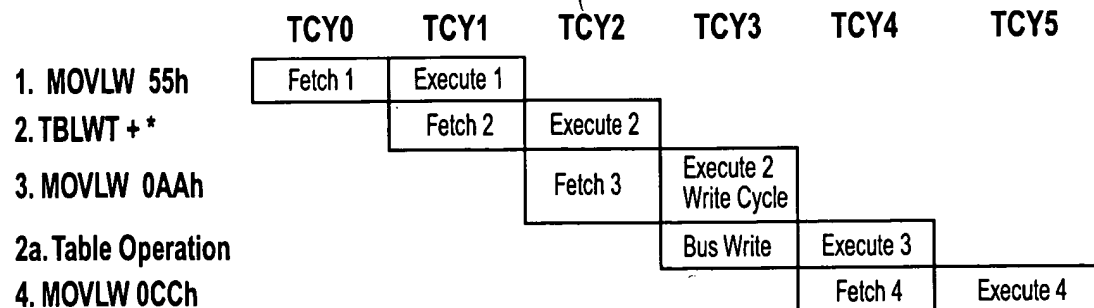 TCY0 TCY1 TCY2 TCY3 TCY4 TCY5
1. MOVLW 55h Fetch 1 Execute 1
2. TBLWT + * Fetch 2 Execute 2
3. MOVLW 0AAh Fetch 3 Execute 2
Write Cycle
2a. Table Operation Bus Write Execute 3
4. MOVLW 0CCh Fetch 4 Execute 4